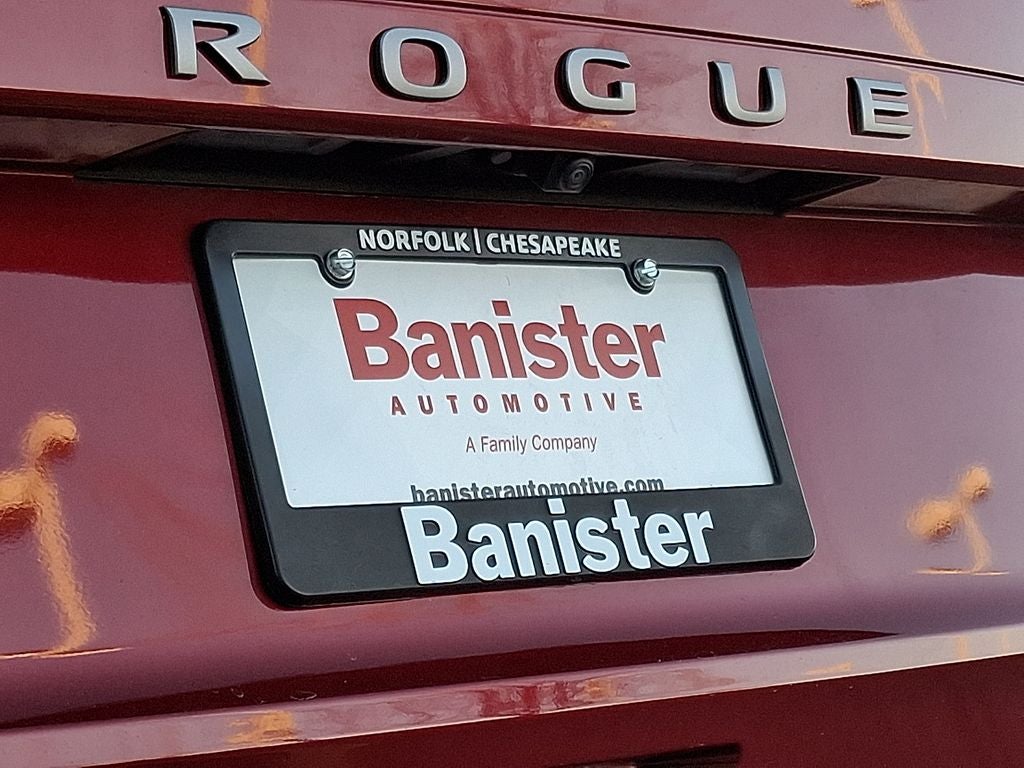 ROGUE
NORFOLK | CHESAPEAKE
Banister
AUTOMOTIVE
A Family Company
banisterautomotive.com
Banister